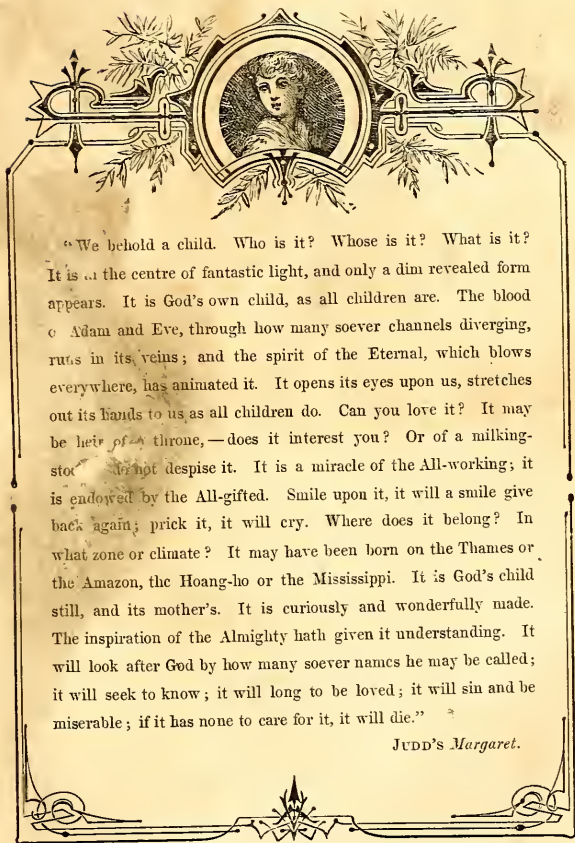 "We behold a child. Who is it? Whose is it? What is it?
It is the centre of fantastic light, and only a dim revealed form
appears. It is God's own child, as all children are. The blood
Adam and Eve, through how many soever channels diverging,
runs in its veins; and the spirit of the Eternal, which blows
everywhere, has animated it. It opens its eyes upon us, stretches
out its hands to us as all children do. Can you love it? It may
be heir of a throne,—does it interest you? Or of a milking-
do not despise it. It is a miracle of the All-working; it
is endowed by the All-gifted. Smile upon it, it will a smile give
back again; prick it, it will cry. Where does it belong? In
what zone or climate? It may have been born on the Thames or
the Amazon, the Hoang-ho or the Mississippi. It is God's child
still, and its mother's. It is curiously and wonderfully made.
The inspiration of the Almighty hath given it understanding. It
will look after God by how many soever names he may be called;
it will seek to know; it will long to be loved; it will sin and be
miserable; if it has none to care for it, it will die."
JUDD'S Margaret.